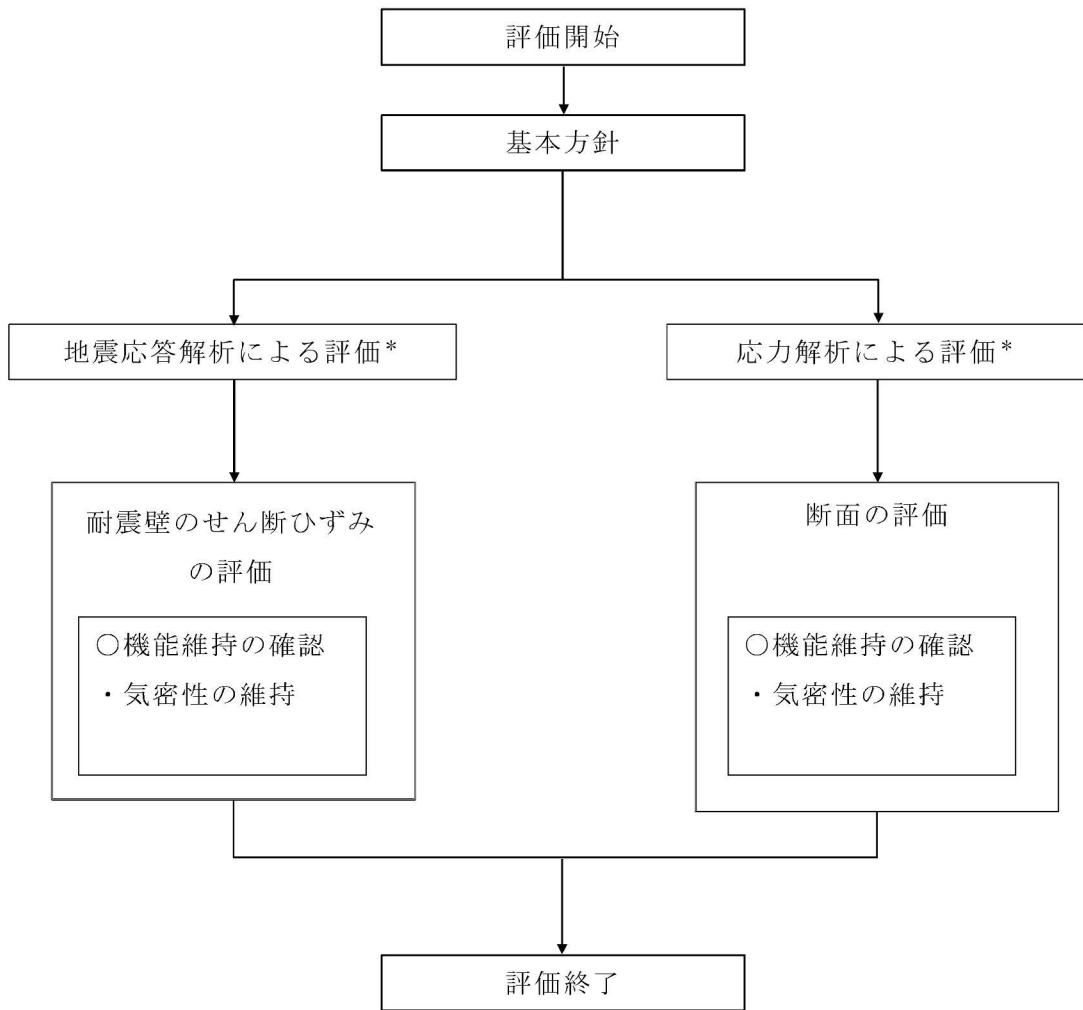 評価開始
基本方針
地震応答解析による評価*
応力解析による評価*
耐震壁のせん断ひずみ
の評価
○機能維持の確認
・気密性の維持
断面の評価
○機能維持の確認
・気密性の維持
評価終了